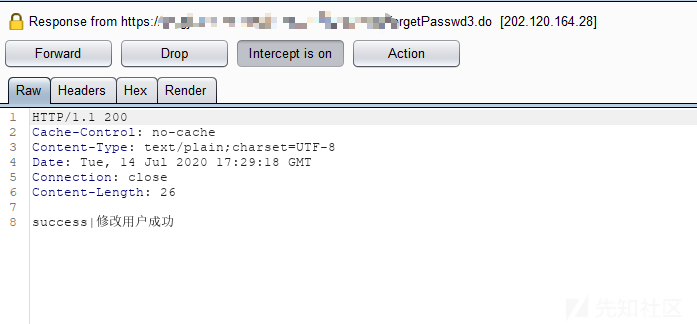 Response from https:/ ergetPasswd3.do [202.120.164.28]
Forward Drop Intercept is on Action
Raw Headers Hex Render
1 HTTP/1.1 200
2 Cache-Control: no-cache
3 Content-Type: text/plain;charset=UTF-8
4 Date: Tue, 14 Jul 2020 17:29:18 GMT
5 Connection: close
6 Content-Length: 26
7
8 success|修改用户成功
先知社区